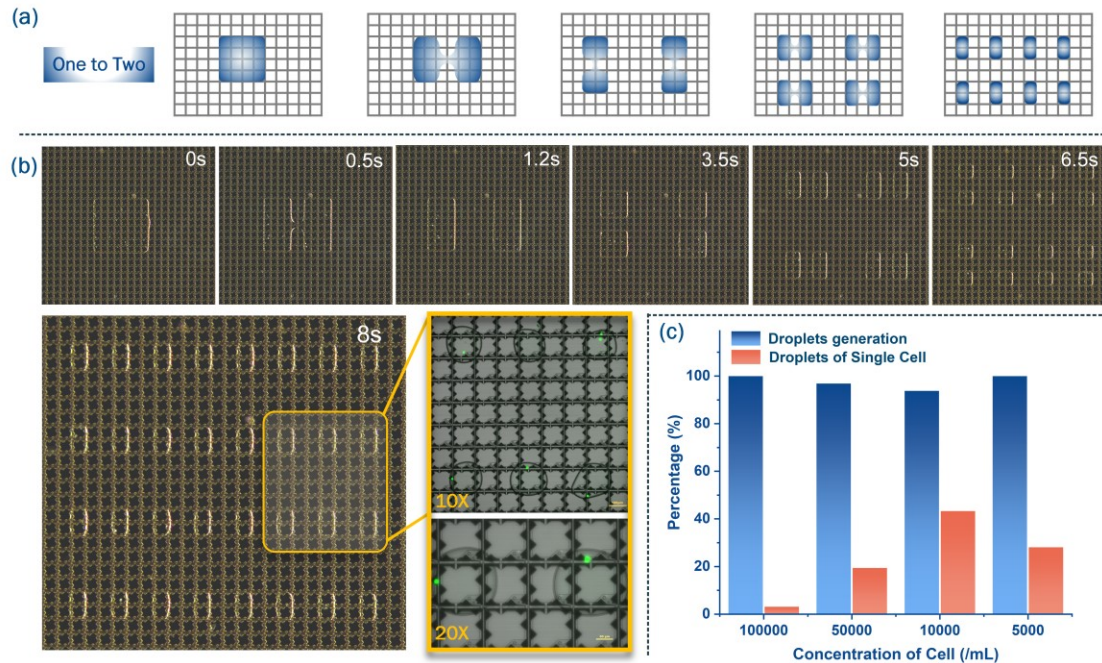 (a)
One to Two
(b)
0s
0.5s
1.2s
3.5s
5s
6.5s
8s
10X
20X
(c)
Droplets generation
Droplets of Single Cell
Percentage (%)
100
80
60
40
20
0
100000
50000
10000
5000
Concentration of Cell (/mL)